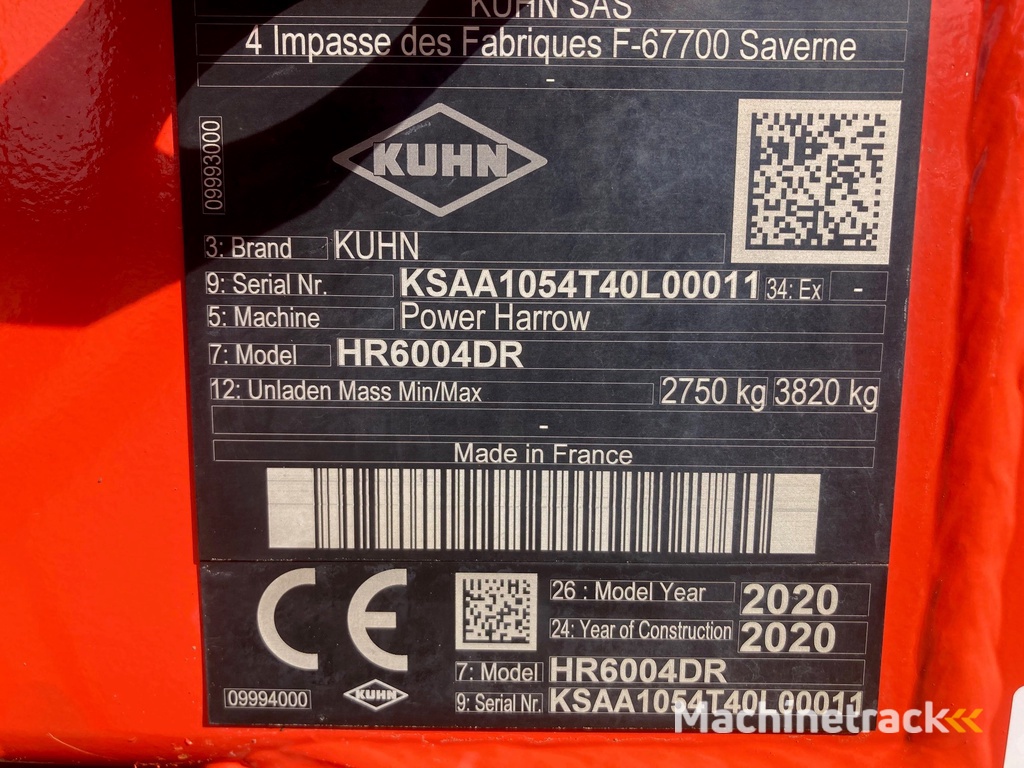 KUHN SAS
4 Impasse des Fabriques F-67700 Saverne
-
09993000
KUHN
3: Brand KUHN
9: Serial Nr. KSAA1054T40L00011 34: Ex -
5: Machine Power Harrow
7: Model HR6004DR
12: Unladen Mass Min/Max 2750 kg 3820 kg
-
Made in France
CE
26 : Model Year 2020
24: Year of Construction 2020
7: Model HR6004DR
09994000 KUHN 9: Serial Nr. KSAA1054T40L00011
Machinetrack